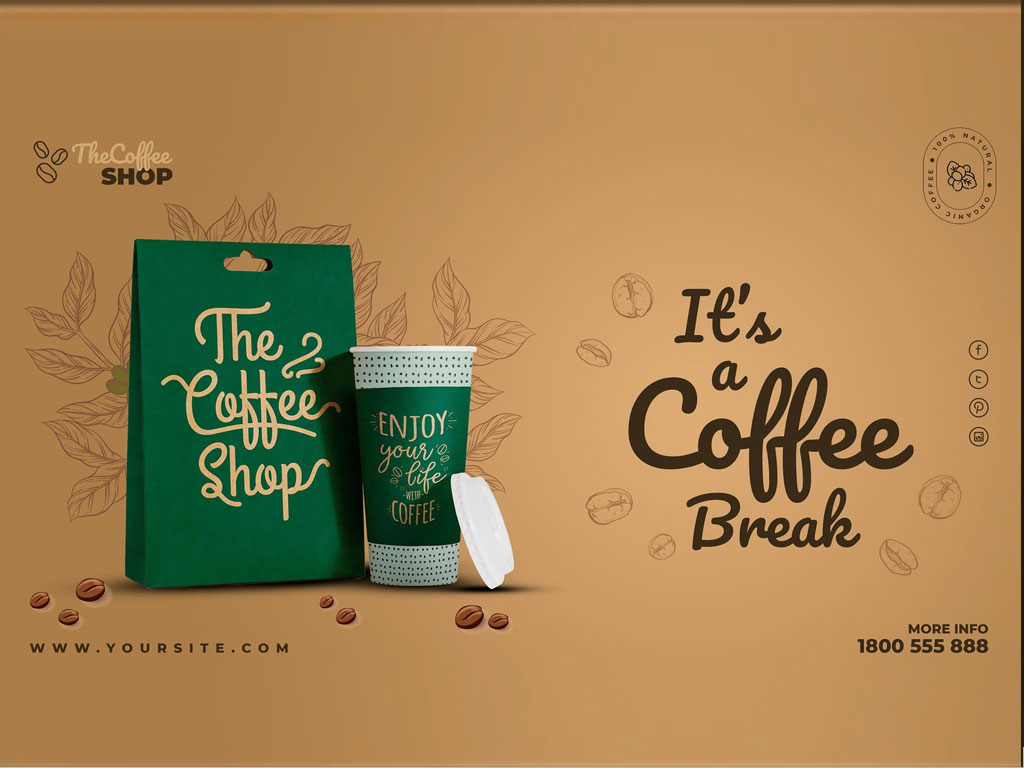 TheCoffee
SHOP
100% NATURAL
ORGANIC COFFEE
The
Coffee
Shop
ENJOY
your
life
WITH
COFFEE
It's
a
Coffee
Break
WWW.YOURSITE.COM
MORE INFO
1800 555 888